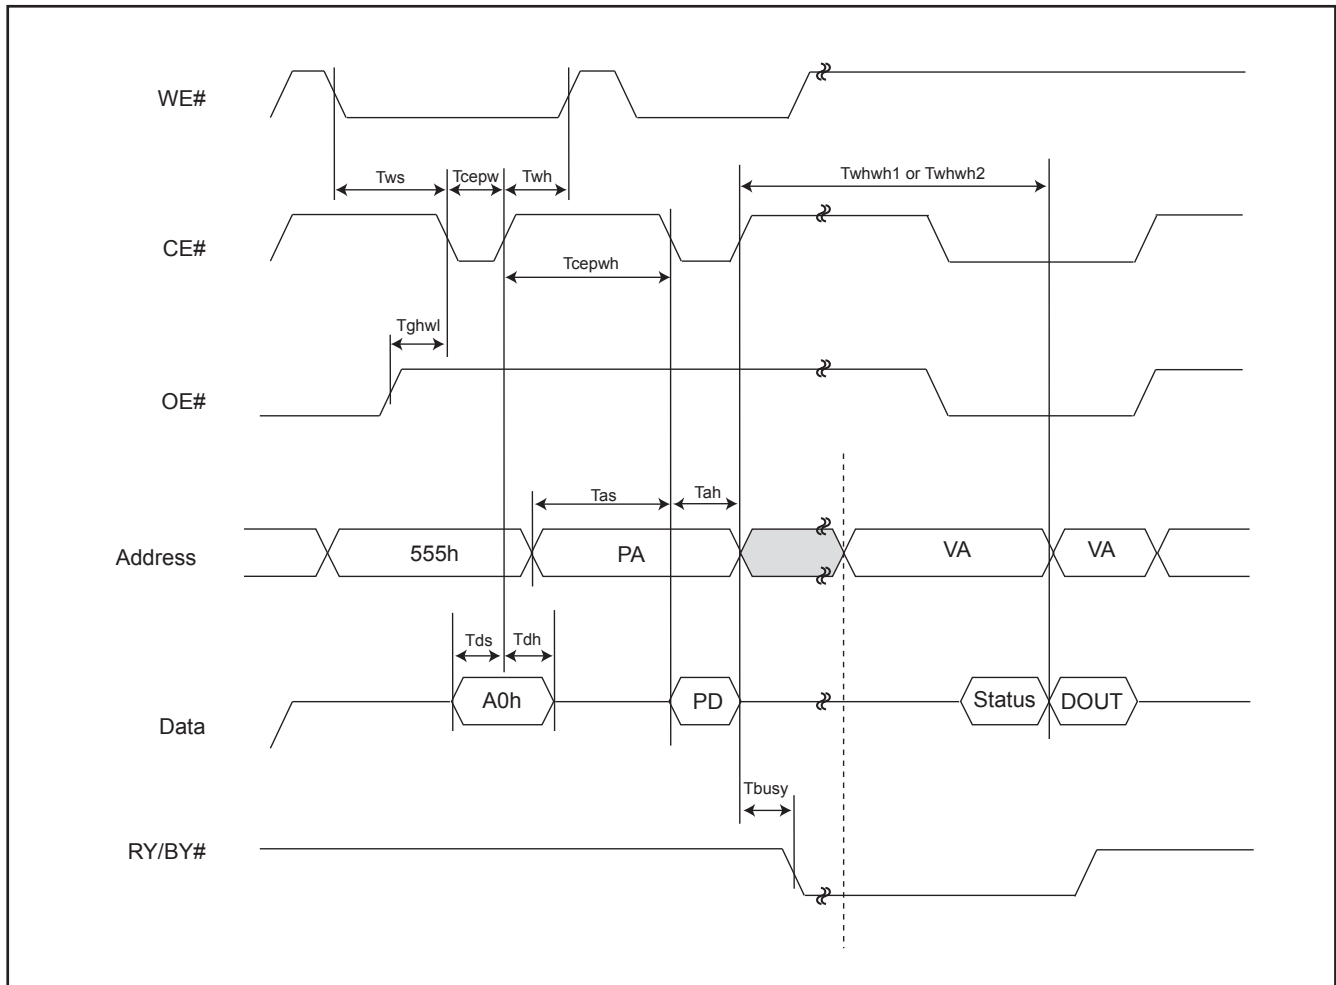 WE#
Tws Tcepw Twh
Twhwh1 or Twhwh2
CE#
Tcepwh
Tghwl
OE#
Tas Tah
Address 555h PA VA VA
Tds Tdh
Data A0h PD Status DOUT
Tbusy
RY/BY#